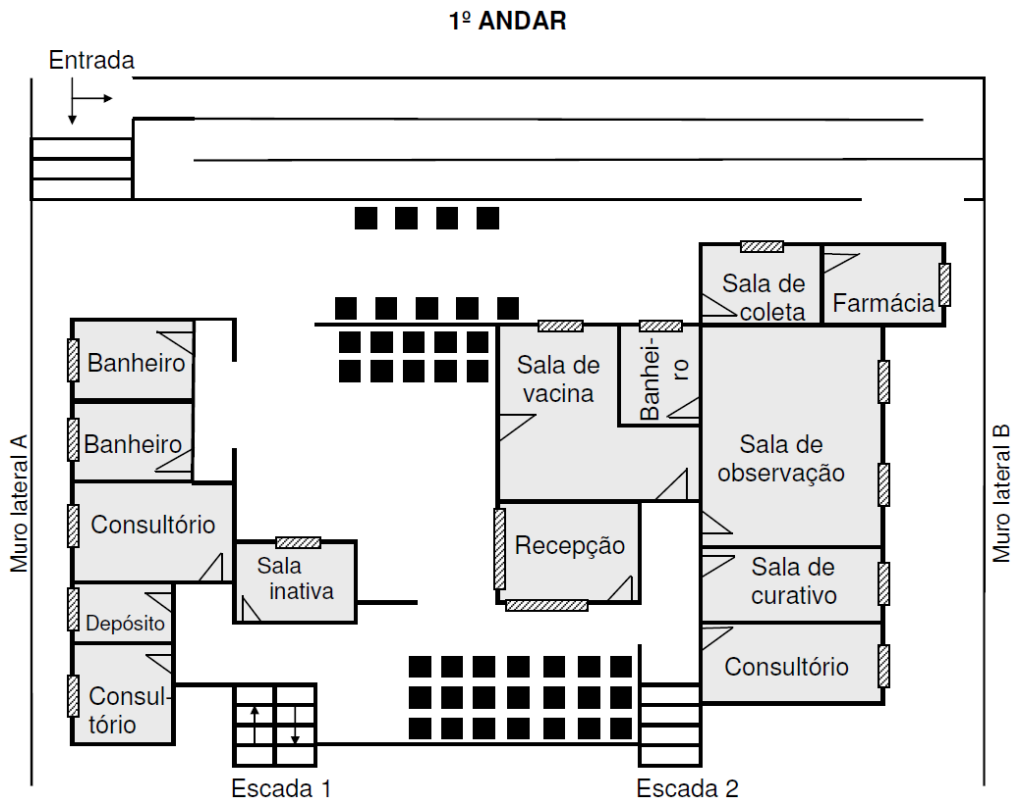 1º ANDAR
Entrada
Sala de
coleta
Farmácia
Banheiro
Sala de
vacina
Banhei-
ro
Banheiro
Sala de
observação
Muro lateral A
Muro lateral B
Consultório
Recepção
Sala
inativa
Sala de
curativo
Depósito
Consul-
tório
Consultório
Escada 1
Escada 2